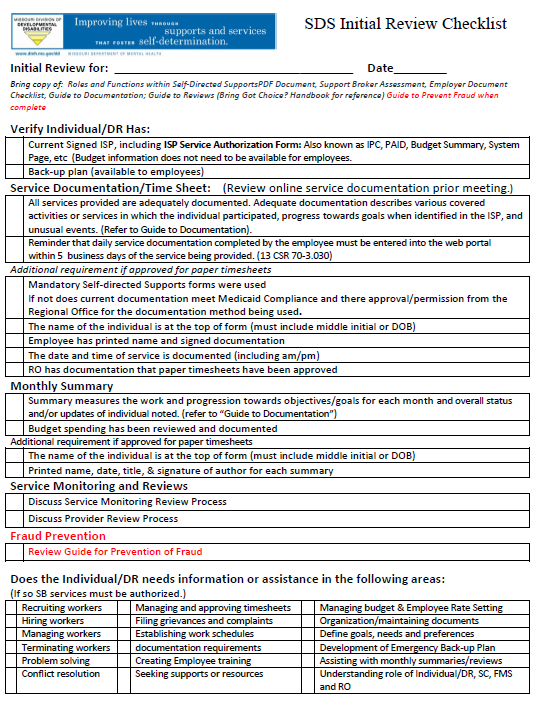 MISSOURI DIVISION OF
DEVELOPMENTAL
DISABILITIES
Improving lives THROUGH
supports and services
THAT FOSTER self-determination.
www.dmh.mo.gov/dd MISSOURI DEPARTMENT OF MENTAL HEALTH
SDS Initial Review Checklist
Initial Review for: ________________________________ Date________
Bring copy of: Roles and Functions within Self-Directed SupportsPDF Document, Support Broker Assessment, Employer Document
Checklist, Guide to Documentation; Guide to Reviews (Bring Got Choice? Handbook for reference) Guide to Prevent Fraud when
complete
Verify Individual/DR Has:
Current Signed ISP, including ISP Service Authorization Form: Also known as IPC, PAID, Budget Summary, System
Page, etc (Budget information does not need to be available for employees.
Back-up plan (available to employees)
Service Documentation/Time Sheet: (Review online service documentation prior meeting.)
All services provided are adequately documented. Adequate documentation describes various covered
activities or services in which the individual participated, progress towards goals when identified in the ISP, and
unusual events. (Refer to Guide to Documentation).
Reminder that daily service documentation completed by the employee must be entered into the web portal
within 5 business days of the service being provided. (13 CSR 70-3.030)
Additional requirement if approved for paper timesheets
Mandatory Self-directed Supports forms were used
If not does current documentation meet Medicaid Compliance and there approval/permission from the
Regional Office for the documentation method being used.
The name of the individual is at the top of form (must include middle initial or DOB)
Employee has printed name and signed documentation
The date and time of service is documented (including am/pm)
RO has documentation that paper timesheets have been approved
Monthly Summary
Summary measures the work and progression towards objectives/goals for each month and overall status
and/or updates of individual noted. (refer to “Guide to Documentation”)
Budget spending has been reviewed and documented
Additional requirement if approved for paper timesheets
The name of the individual is at the top of form (must include middle initial or DOB)
Printed name, date, title, & signature of author for each summary
Service Monitoring and Reviews
Discuss Service Monitoring Review Process
Discuss Provider Review Process
Fraud Prevention
Review Guide for Prevention of Fraud
Does the Individual/DR needs information or assistance in the following areas:
(If so SB services must be authorized.)
Recruiting workers Managing and approving timesheets Managing budget & Employee Rate Setting
Hiring workers Filing grievances and complaints Organization/maintaining documents
Managing workers Establishing work schedules Define goals, needs and preferences
Terminating workers documentation requirements Development of Emergency Back-up Plan
Problem solving Creating Employee training Assisting with monthly summaries/reviews
Conflict resolution Seeking supports or resources Understanding role of Individual/DR, SC, FMS
and RO